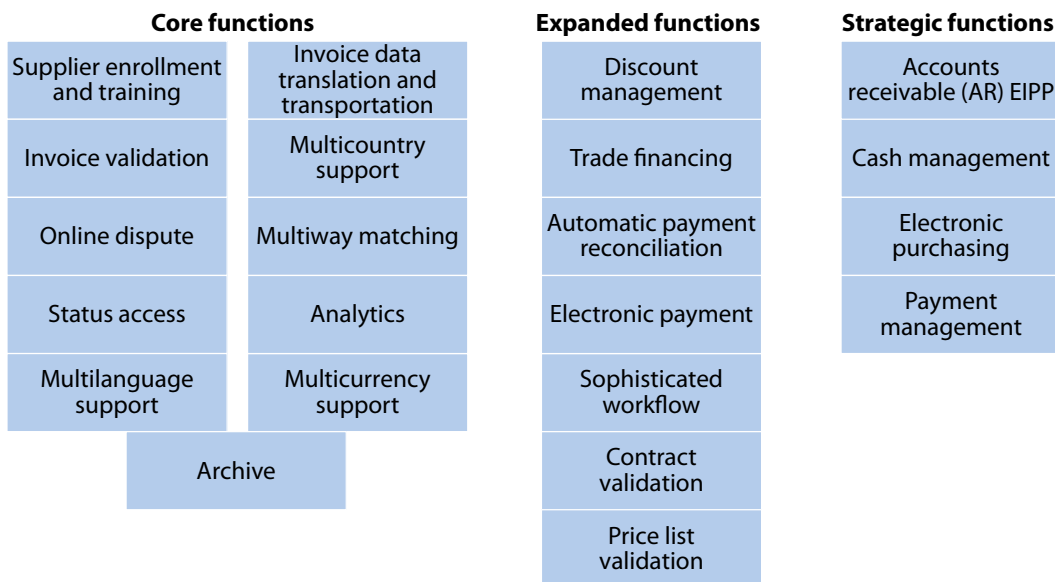 Core functions
Supplier enrollment
and training
Invoice data
translation and
transportation
Invoice validation
Multicountry
support
Online dispute
Multiway matching
Status access
Analytics
Multilanguage
support
Multicurrency
support
Archive
Expanded functions
Discount
management
Trade financing
Automatic payment
reconciliation
Electronic payment
Sophisticated
workflow
Contract
validation
Price list
validation
Strategic functions
Accounts
receivable (AR) EIPP
Cash management
Electronic
purchasing
Payment
management